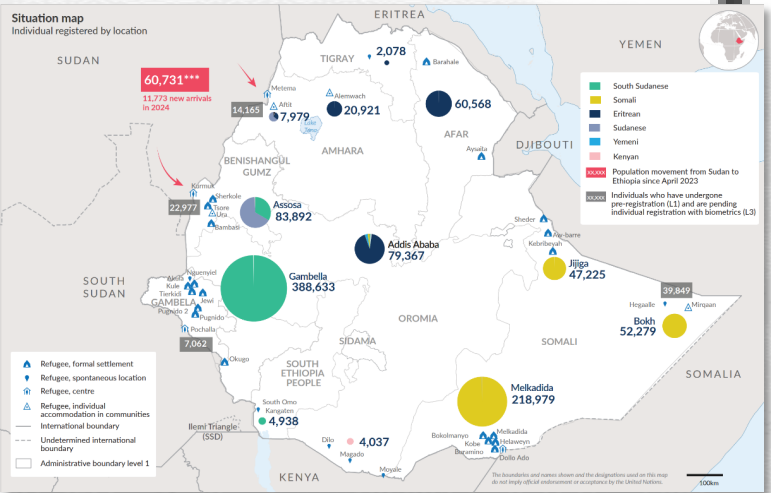 Situation map
Individual registered by location
ERITREA
SUDAN
YEMEN
TIGRAY
2,078
Barahale
60,731***
11,773 new arrivals
in 2024
Metema
14,165
Aftit
7,979
Alemwach
20,921
60,568
Lake
Tana
AFAR
AMHARA
Aysaita
DJIBOUTI
South Sudanese
Somali
Eritrean
Sudanese
Yemeni
Kenyan
xx,xxx
Population movement from Sudan to
Ethiopia since April 2023
xx,xxx
Individuals who have undergone
pre-registration (L1) and are pending
individual registration with biometrics (L3)
BENISHANGUL
GUMZ
Kurmuk
22,977
Sherkole
Tsore
Ura
Bambasi
Assosa
83,892
Addis Ababa
79,367
Sheder
Aw-barre
Kebribeyah
Jijiga
47,225
SOUTH
SUDAN
Nguenyiel
Akula
Kule
Tierkidi
GAMBELA
Jewi
Pugnido 2
Pugnido
Pochalla
7,062
Gambella
388,633
39,849
Hegaalle
Mirqaan
Bokh
52,279
OROMIA
SIDAMA
SOMALI
Okugo
SOUTH
ETHIOPIA
PEOPLE
SOMALIA
Melkadida
218,979
South Omo
Kangaten
4,938
Ilemi Triangle
(SSD)
Dilo
4,037
Magado
Moyale
Bokolmanyo
Melkadida
Kobe
Helaweyn
Buramino
Dollo Ado
KENYA
Refugee, formal settlement
Refugee, spontaneous location
Refugee, centre
Refugee, individual
accommodation in communities
International boundary
Undetermined international
boundary
Administrative boundary level 1
The boundaries and names shown and the designations used on this map
do not imply official endorsement or acceptance by the United Nations.
100km